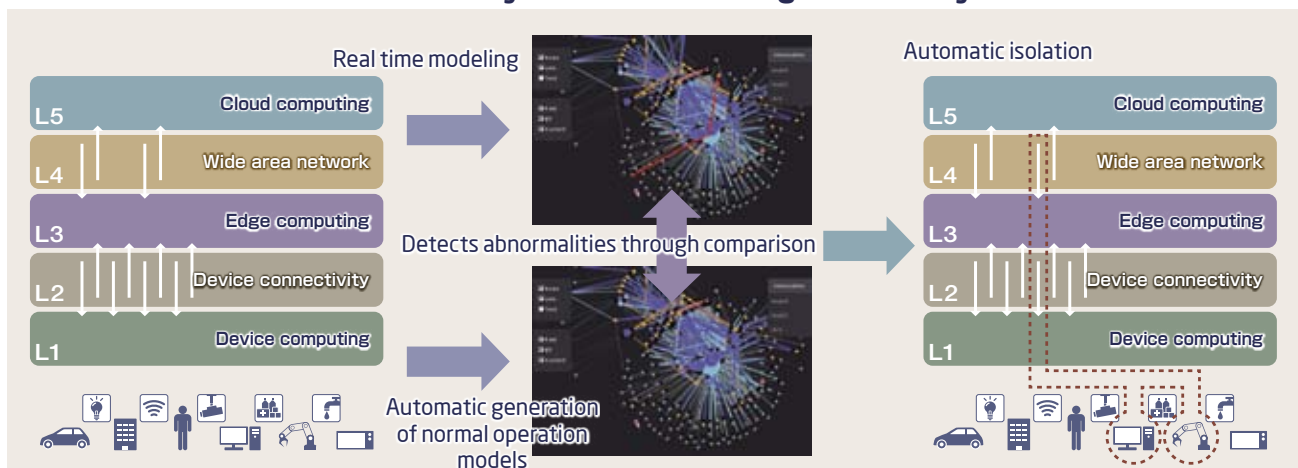 Real time modeling
Automatic isolation
Cloud computing
L5
Wide area network
L4
Edge computing
L3
Device connectivity
L2
Device computing
L1
Detects abnormalities through comparison
Automatic generation
of normal operation
models
Cloud computing
L5
Wide area network
L4
Edge computing
L3
Device connectivity
L2
Device computing
L1